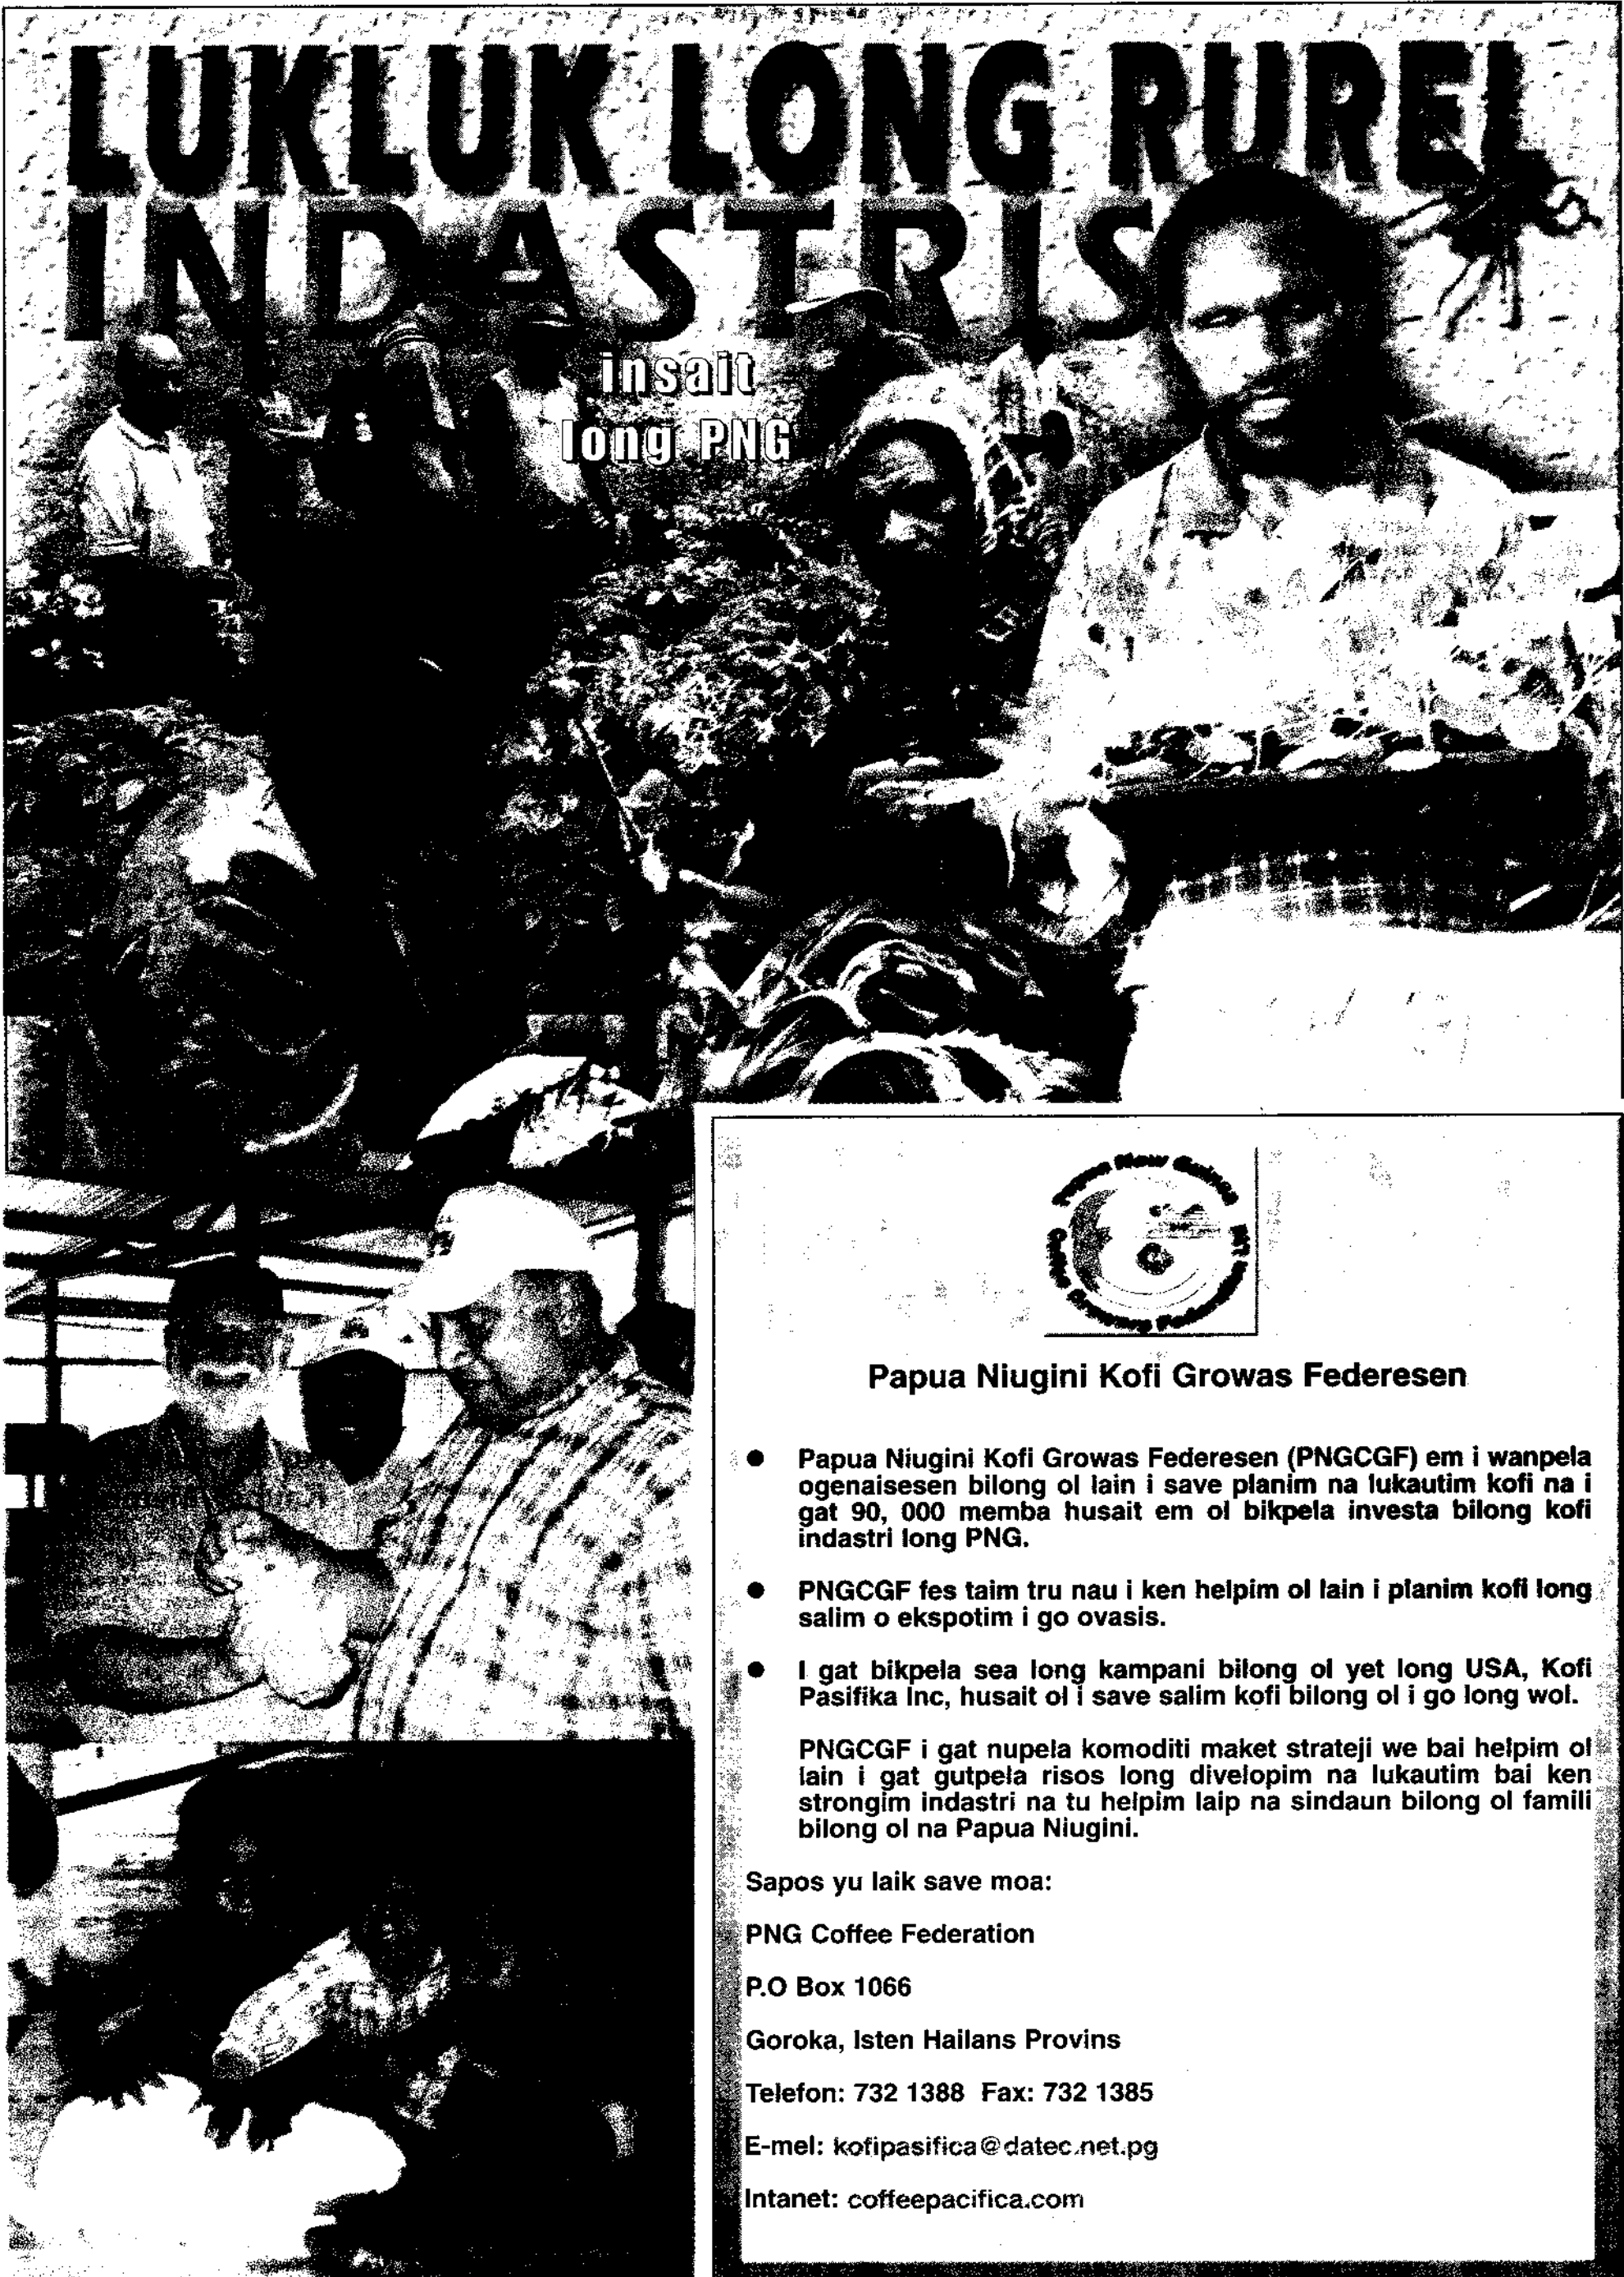 LUKLUK LONG RUREL
INDASTRIS
insait
long PNG
Papua New Guinea
Coffee Growers Federation
Papua Niugini Kofi Growas Federesen
● Papua Niugini Kofi Growas Federesen (PNGCGF) em i wanpela
ogenaisesen bilong ol lain i save planim na lukautim kofi na i
gat 90, 000 memba husait em ol bikpela investa bilong kofi
indastri long PNG.
● PNGCGF fes taim tru nau i ken helpim ol lain i planim kofi long
salim o ekspotim i go ovasis.
● I gat bikpela sea long kampani bilong ol yet long USA, Kofi
Pasifika Inc, husait ol i save salim kofi bilong ol i go long wol.
PNGCGF i gat nupela komoditi maket strateji we bai helpim ol
lain i gat gutpela risos long divelopim na lukautim bai ken
strongim indastri na tu helpim laip na sindaun bilong ol famili
bilong ol na Papua Niugini.
Sapos yu laik save moa:
PNG Coffee Federation
P.O Box 1066
Goroka, Isten Hailans Provins
Telefon: 732 1388 Fax: 732 1385
E-mel: kofipasifica@datec.net.pg
Intanet: coffeepacifica.com